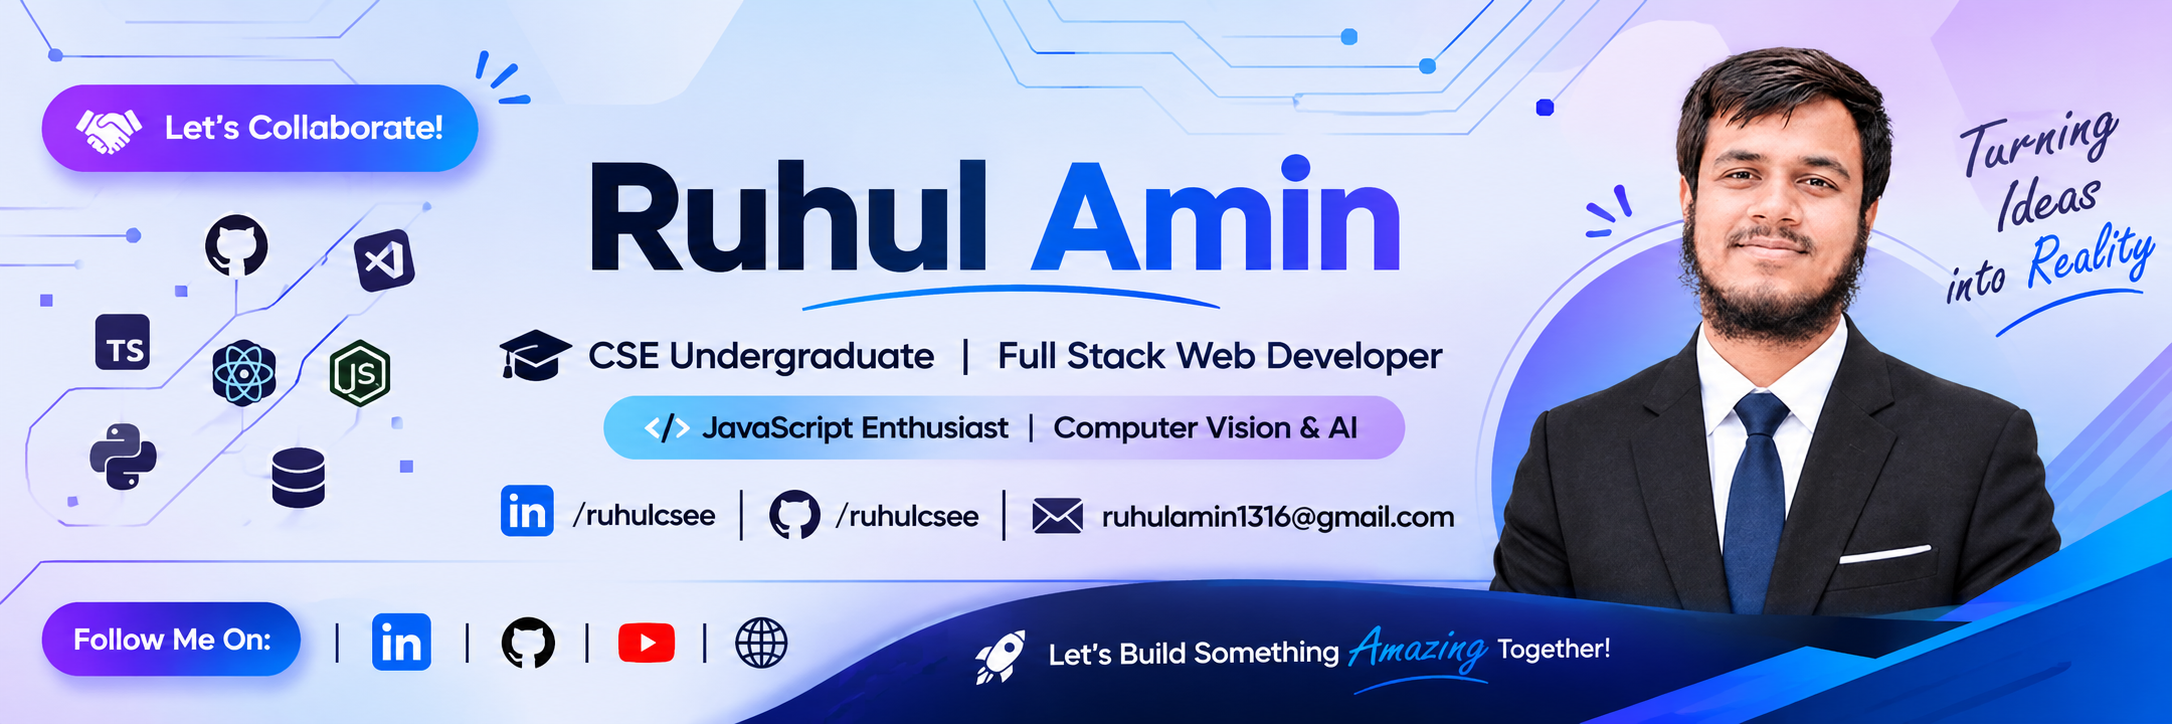 Let's Collaborate!
TS
JS
Ruhul Amin
CSE Undergraduate | Full Stack Web Developer
</> JavaScript Enthusiast | Computer Vision & AI
in /ruhulcsee | /ruhulcsee | ruhulamin1316@gmail.com
Turning
Ideas
into Reality
Follow Me On: | in | | |
Let's Build Something Amazing Together!